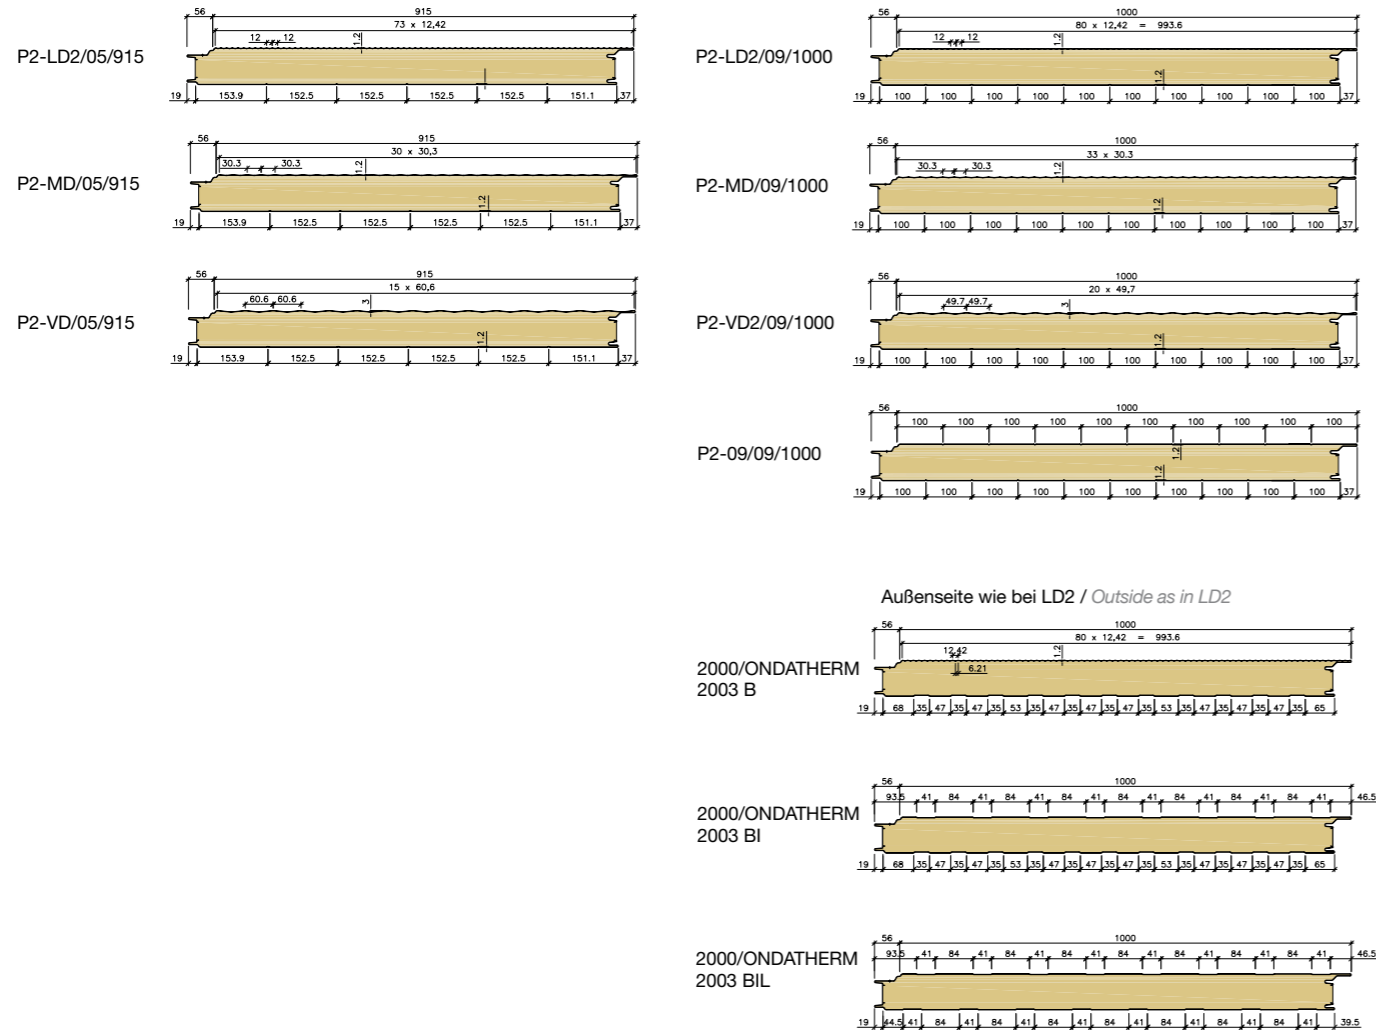 56 915
73 x 12,42
12 12 1.2
P2-LD2/05/915
19 153.9 152.5 152.5 152.5 152.5 151.1 37
56 915
30 x 30,3
30.3 30.3 1.2
P2-MD/05/915
1.2
19 153.9 152.5 152.5 152.5 152.5 151.1 37
56 915
15 x 60,6
60.6 60.6 3
P2-VD/05/915
1.2
19 153.9 152.5 152.5 152.5 152.5 151.1 37
56 1000
80 x 12,42 = 993.6
12 12 1.2
P2-LD2/09/1000
1.2
19 100 100 100 100 100 100 100 100 100 100 37
56 1000
33 x 30.3
30.3 30.3 1.2
P2-MD/09/1000
1.2
19 100 100 100 100 100 100 100 100 100 100 37
56 1000
20 x 49,7
49.7 49.7 3
P2-VD2/09/1000
1.2
19 100 100 100 100 100 100 100 100 100 100 37
56 1000
100 100 100 100 100 100 100 100 100 100
P2-09/09/1000
1.2
1.2
19 100 100 100 100 100 100 100 100 100 100 37
Außenseite wie bei LD2 / Outside as in LD2
56 1000
80 x 12,42 = 993.6
12,42 1.2
2000/ONDATHERM
6.21
2003 B
19 68 35 47 35 47 35 53 35 47 35 47 35 53 35 47 35 47 35 65
56 1000
93.5 41 84 41 84 41 84 41 84 41 84 41 84 41 46.5
2000/ONDATHERM
2003 BI
19 68 35 47 35 47 35 53 35 47 35 47 35 53 35 47 35 47 35 65
56 1000
93.5 41 84 41 84 41 84 41 84 41 84 41 84 41 46.5
2000/ONDATHERM
2003 BIL
19 44.5 41 84 41 84 41 84 41 84 41 84 41 84 41 39.5